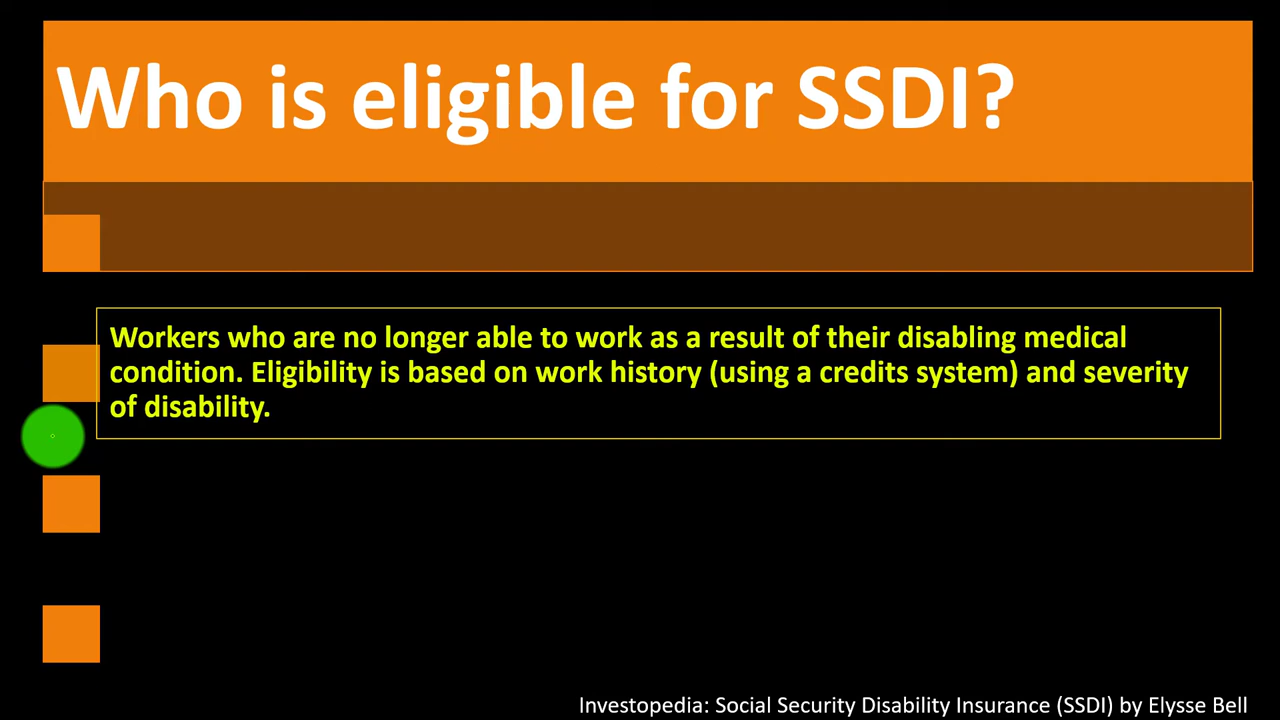 Who is eligible for SSDI?
Workers who are no longer able to work as a result of their disabling medical
condition. Eligibility is based on work history (using a credits system) and severity
of disability.
Investopedia: Social Security Disability Insurance (SSDI) by Elysse Bell